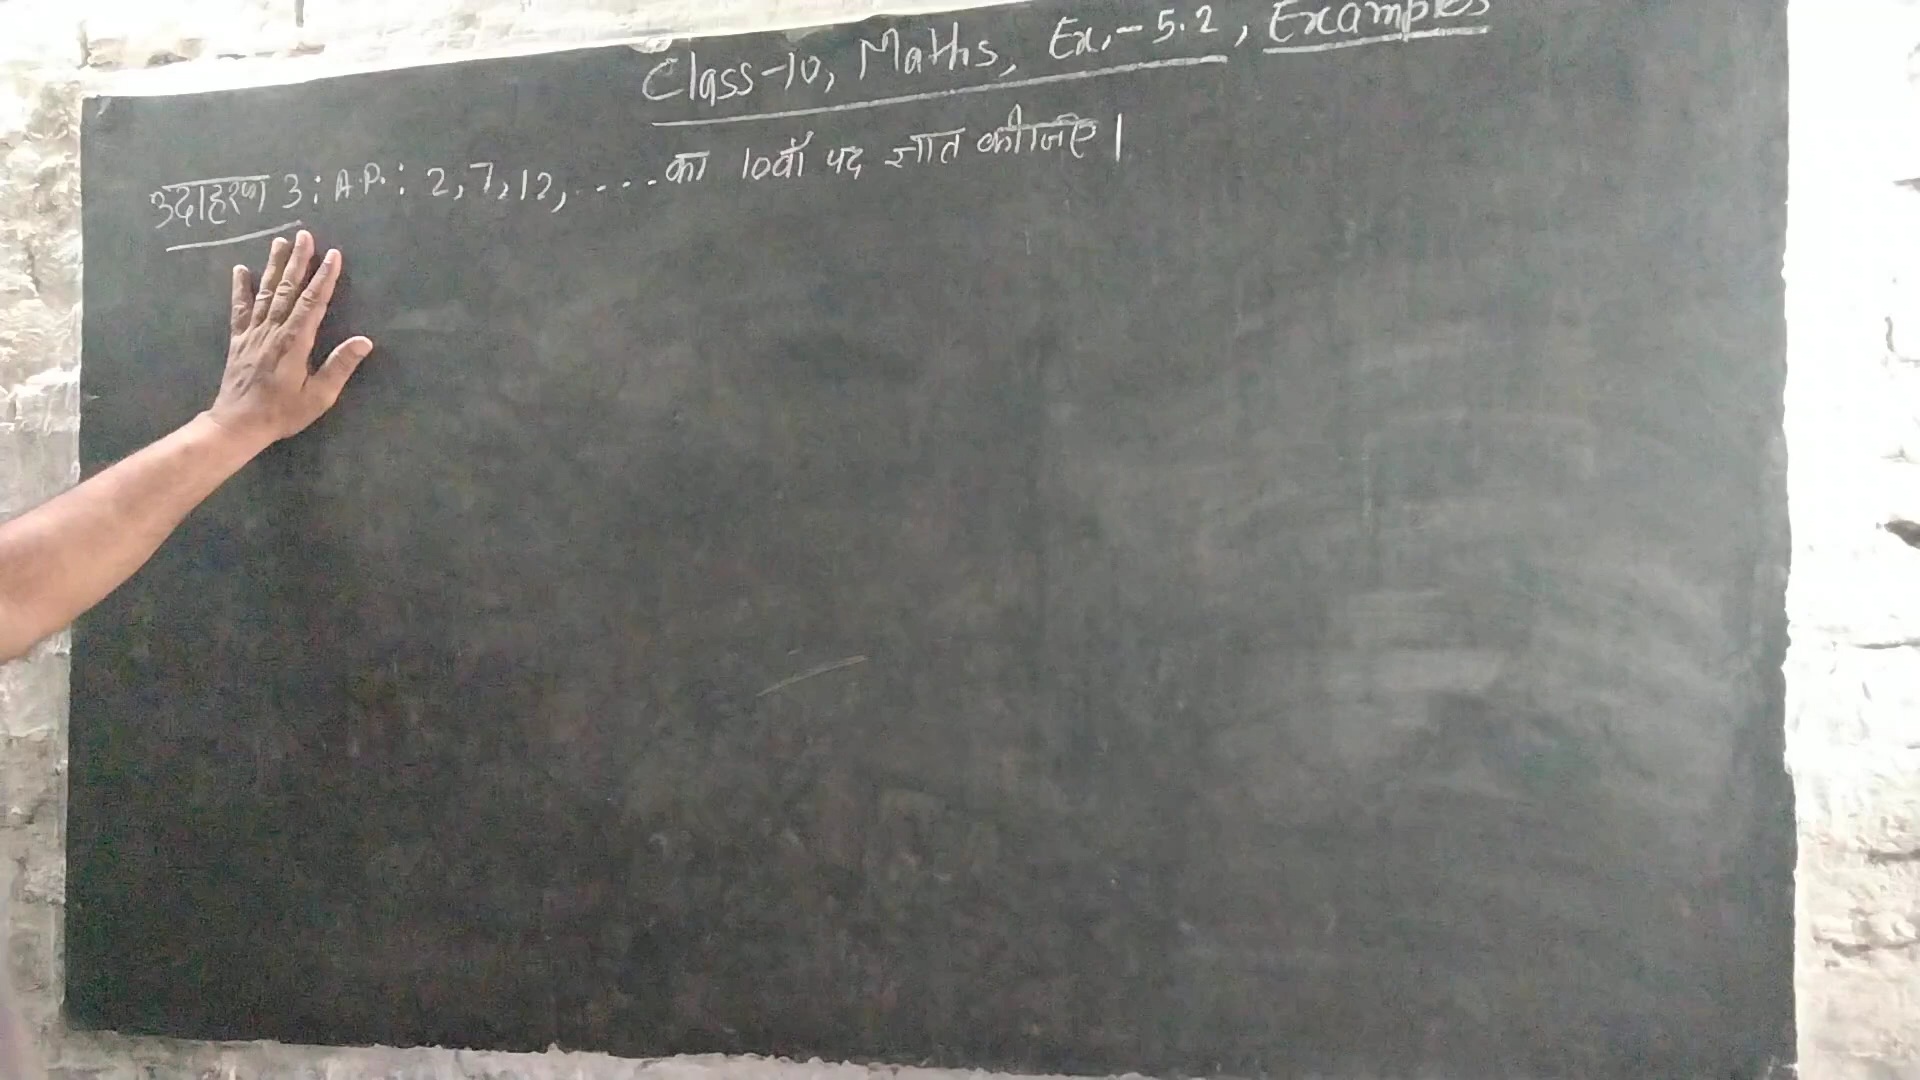 Class-10, Maths, Ex.-5.2, Examples
उदाहरण 3: A.P.: 2,7,12,.... का 10वाँ पद ज्ञात कीजिए।